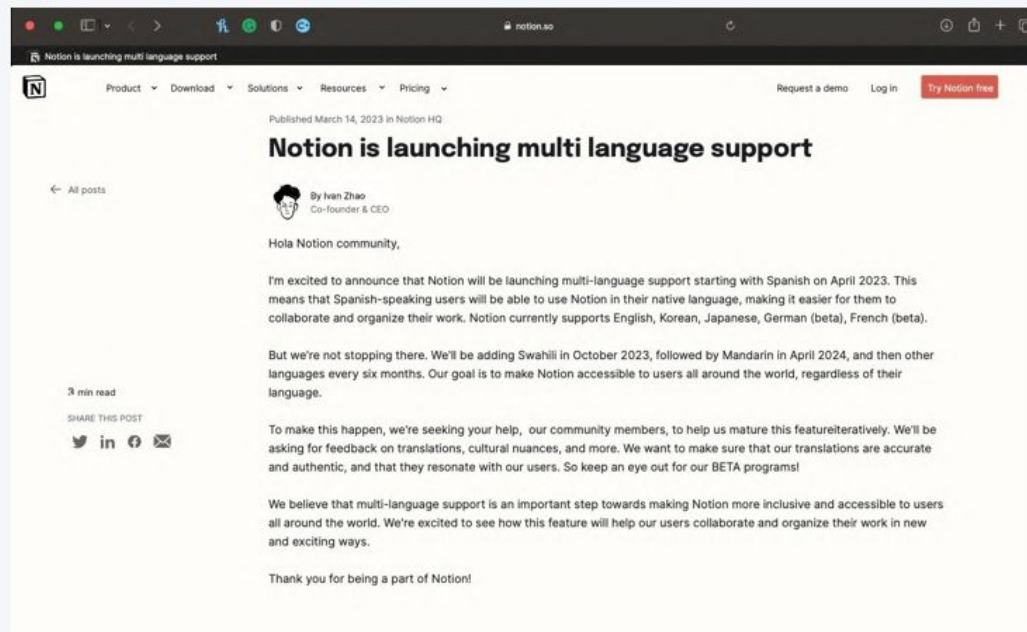 notion.so
Notion is launching multi language support
N
Product Download Solutions Resources Pricing Request a demo Log in Try Notion free
Published March 14, 2023 in Notion HQ
Notion is launching multi language support
← All posts
By Ivan Zhao
Co-founder & CEO
Hola Notion community,
I'm excited to announce that Notion will be launching multi-language support starting with Spanish on April 2023. This
means that Spanish-speaking users will be able to use Notion in their native language, making it easier for them to
collaborate and organize their work. Notion currently supports English, Korean, Japanese, German (beta), French (beta).
But we're not stopping there. We'll be adding Swahili in October 2023, followed by Mandarin in April 2024, and then other
languages every six months. Our goal is to make Notion accessible to users all around the world, regardless of their
language.
3 min read
SHARE THIS POST
To make this happen, we're seeking your help, our community members, to help us mature this featureiteratively. We'll be
asking for feedback on translations, cultural nuances, and more. We want to make sure that our translations are accurate
and authentic, and that they resonate with our users. So keep an eye out for our BETA programs!
We believe that multi-language support is an important step towards making Notion more inclusive and accessible to users
all around the world. We're excited to see how this feature will help our users collaborate and organize their work in new
and exciting ways.
Thank you for being a part of Notion!